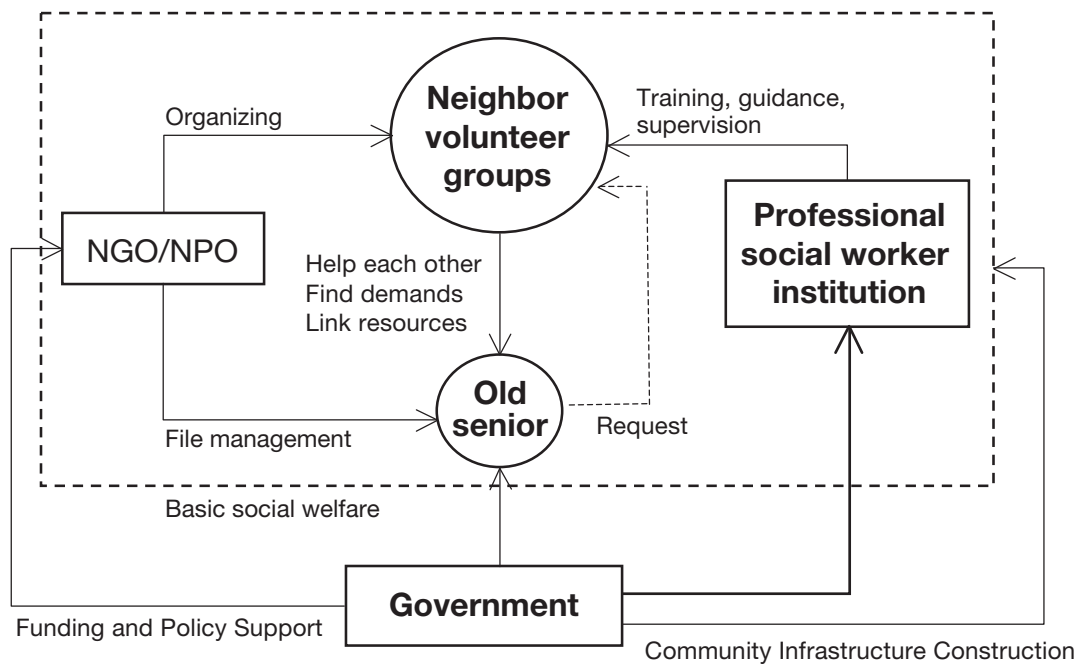 Neighbor
volunteer
groups
Organizing
Training, guidance,
supervision
NGO/NPO
Professional
social worker
institution
Help each other
Find demands
Link resources
Old
senior
Request
File management
Basic social welfare
Government
Funding and Policy Support
Community Infrastructure Construction